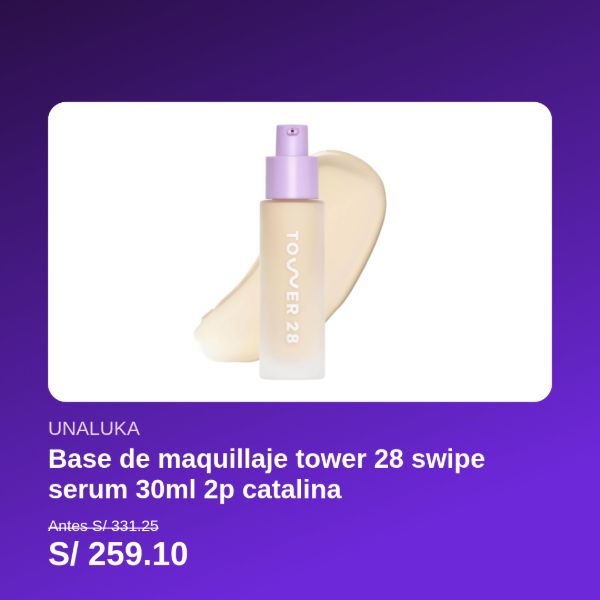 TOWER 28
UNALUKA
Base de maquillaje tower 28 swipe
serum 30ml 2p catalina
Antes S/ 331.25
S/ 259.10